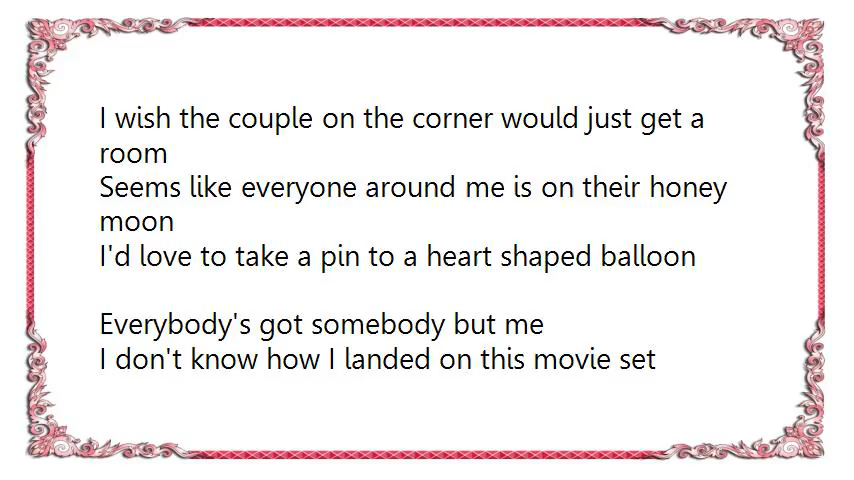 I wish the couple on the corner would just get a
room
Seems like everyone around me is on their honey
moon
I'd love to take a pin to a heart shaped balloon
Everybody's got somebody but me
I don't know how I landed on this movie set